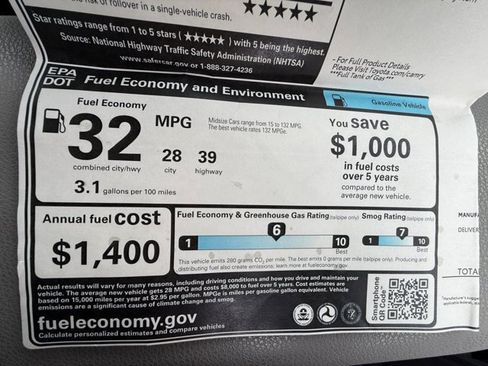 risk of rollover in a single-vehicle crash.
★★★★★
Star ratings range from 1 to 5 stars (★★★★★) with 5 being the highest.
Source: National Highway Traffic Safety Administration (NHTSA)
www.safercar.gov or 1-888-327-4236
- For Full Product Details
Please Visit Toyota.com/camry
***Full Tank of Gas***
EPA
DOT
Fuel Economy and Environment
Gasoline Vehicle
Fuel Economy
32
MPG
Midsize Cars range from 15 to 132 MPG.
The best vehicle rates 132 MPGe.
combined city/hwy
28
city
39
highway
3.1 gallons per 100 miles
You save
$1,000
in fuel costs
over 5 years
compared to the
average new vehicle.
Annual fuel cost
$1,400
Fuel Economy & Greenhouse Gas Rating (tailpipe only)
1
6
10
Best
Smog Rating (tailpipe only)
1
7
10
Best
This vehicle emits 280 grams CO2 per mile. The best emits 0 grams per mile (tailpipe only). Producing and
distributing fuel also create emissions; learn more at fueleconomy.gov.
Actual results will vary for many reasons, including driving conditions and how you drive and maintain your
vehicle. The average new vehicle gets 28 MPG and costs $8,000 to fuel over 5 years. Cost estimates are
based on 15,000 miles per year at $2.95 per gallon. MPGe is miles per gasoline gallon equivalent. Vehicle
emissions are a significant cause of climate change and smog.
fueleconomy.gov
Calculate personalized estimates and compare vehicles
Smartphone
QR Code™
MANUFA
DELIVER
TOTA